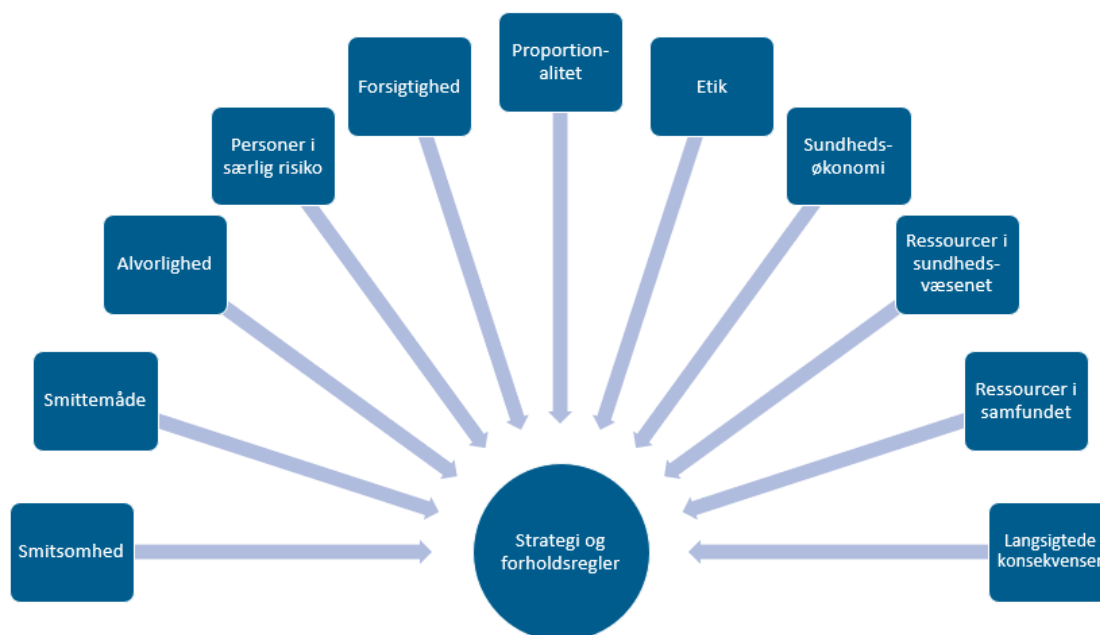 Proportion-
alitet
Forsigtighed
Etik
Personer i
særlig risiko
Sundheds-
økonomi
Alvorlighed
Ressourcer i
sundheds-
væsenet
Smittemåde
Ressourcer i
samfundet
Smitsomhed
Strategi og
forholdsregler
Langsigtede
konsekvenser